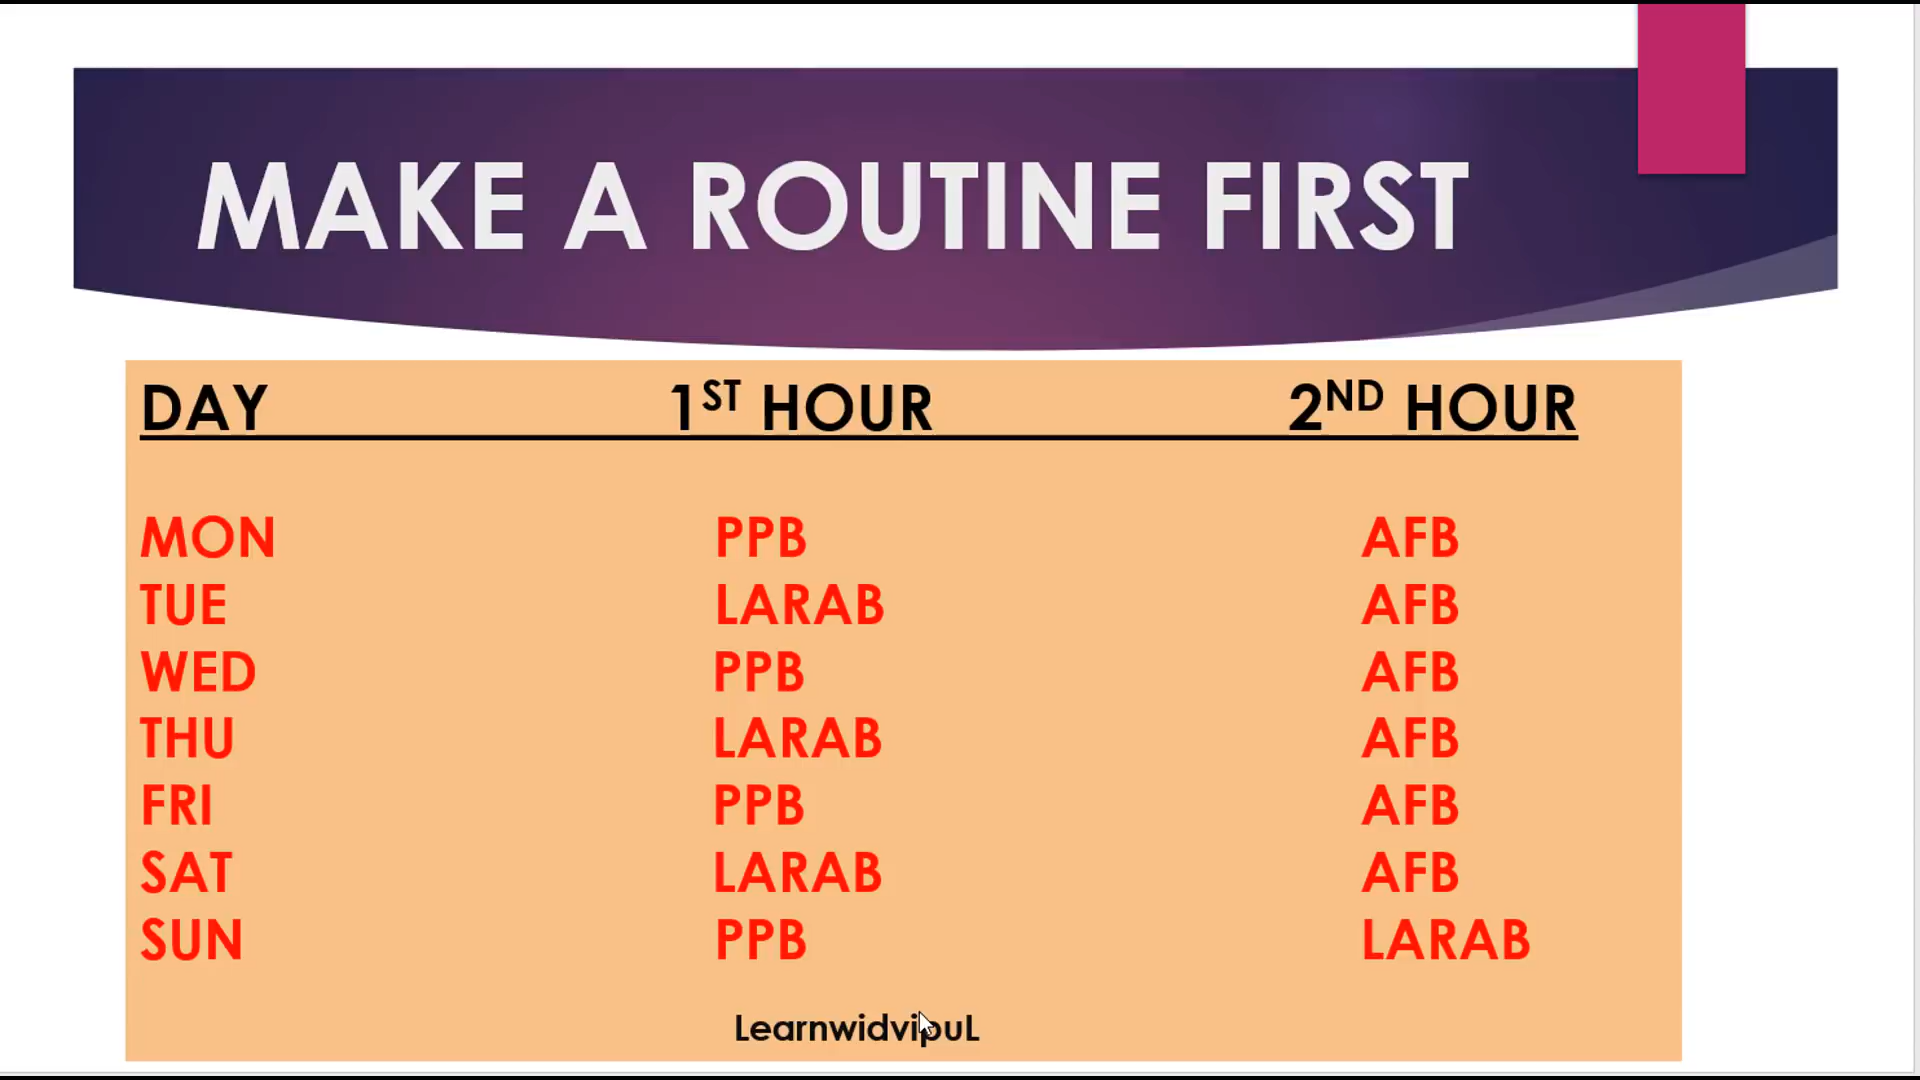 MAKE A ROUTINE FIRST
DAY 1ST HOUR 2ND HOUR
MON PPB AFB
TUE LARAB AFB
WED PPB AFB
THU LARAB AFB
FRI PPB AFB
SAT LARAB AFB
SUN PPB LARAB
LearnwidvipuL